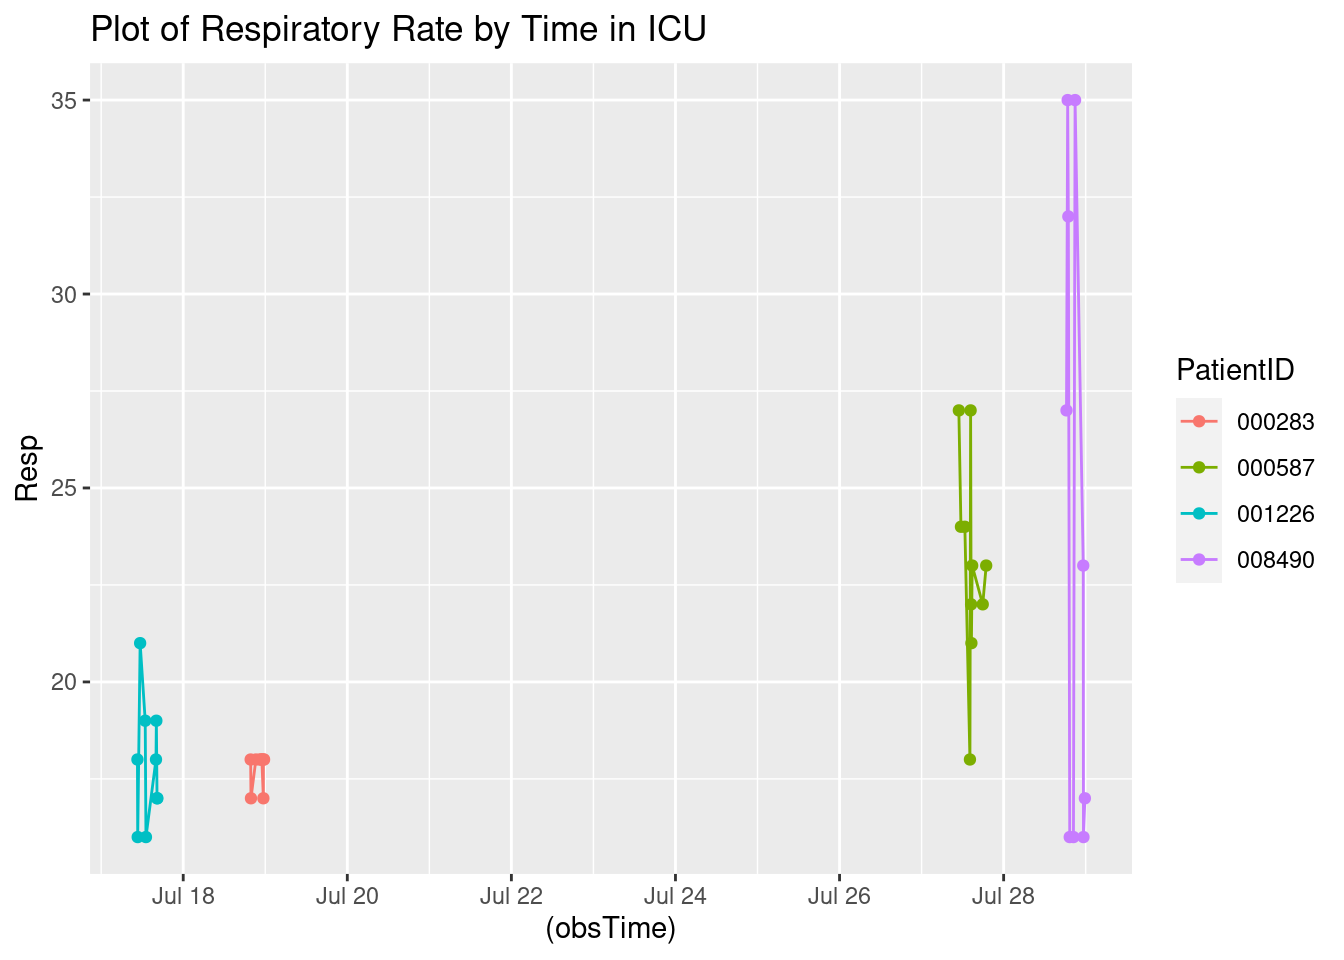 Plot of Respiratory Rate by Time in ICU
35
30
25
20
Resp
Jul 18 Jul 20 Jul 22 Jul 24 Jul 26 Jul 28
(obsTime)
PatientID
000283
000587
001226
008490